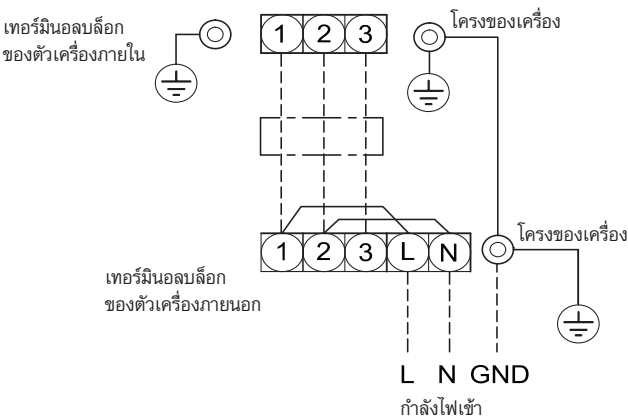 เทอร์มินอลบล็อก
ของตัวเครื่องภายใน
1 2 3
โครงของเครื่อง
1 2 3 L N
โครงของเครื่อง
เทอร์มินอลบล็อก
ของตัวเครื่องภายนอก
L N GND
กำลังไฟเข้า